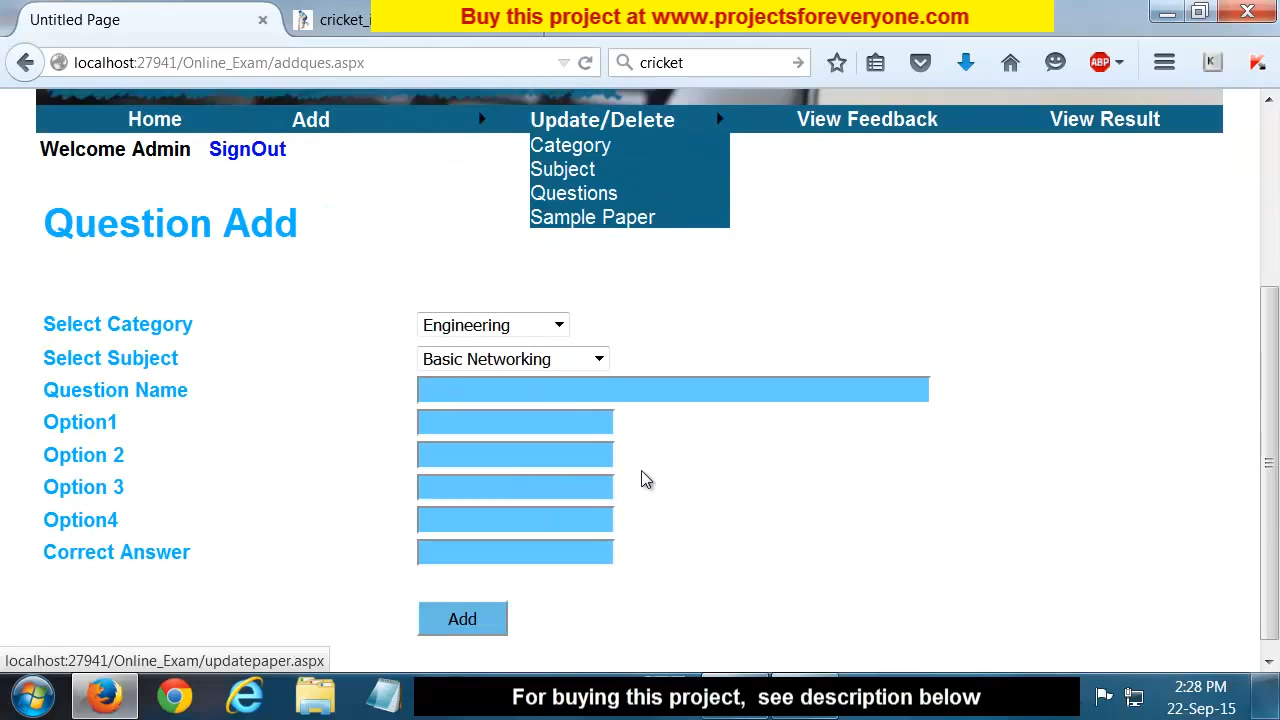 Untitled Page × cricket_i
Buy this project at www.projectsforeveryone.com
localhost:27941/Online_Exam/addques.aspx cricket ABP K
Home Add Update/Delete View Feedback View Result
Welcome Admin SignOut
Category
Subject
Questions
Sample Paper
Question Add
Select Category Engineering
Select Subject Basic Networking
Question Name
Option1
Option 2
Option 3
Option4
Correct Answer
Add
localhost:27941/Online_Exam/updatepaper.aspx
For buying this project, see description below
2:28 PM
22-Sep-15